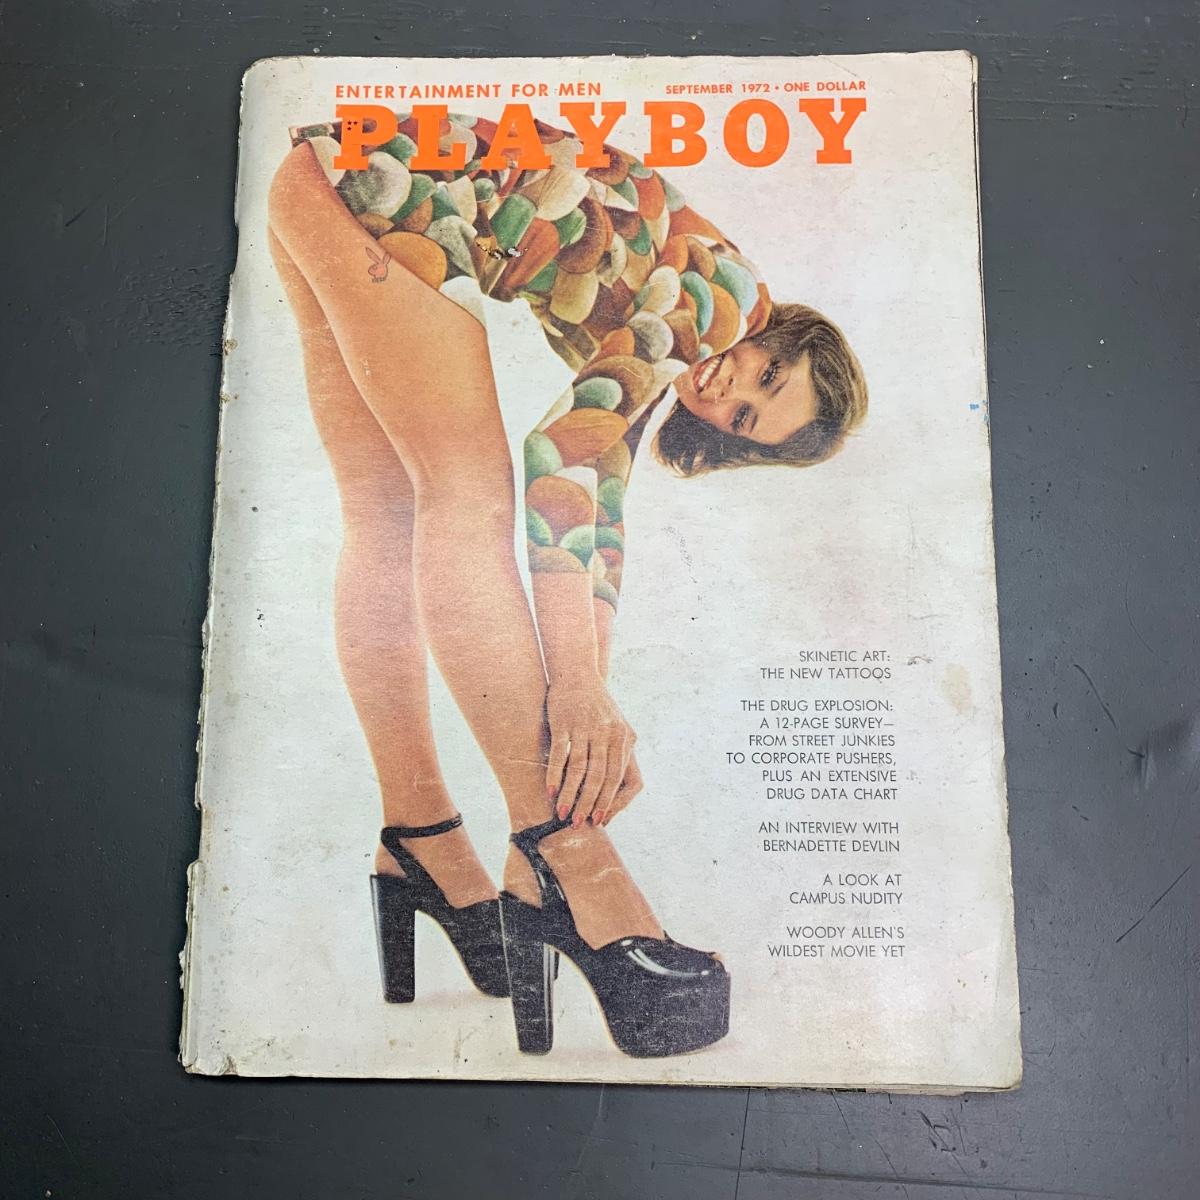 ENTERTAINMENT FOR MEN
SEPTEMBER 1972 • ONE DOLLAR
PLAYBOY
SKINETIC ART:
THE NEW TATTOOS
THE DRUG EXPLOSION:
A 12-PAGE SURVEY—
FROM STREET JUNKIES
TO CORPORATE PUSHERS,
PLUS AN EXTENSIVE
DRUG DATA CHART
AN INTERVIEW WITH
BERNADETTE DEVLIN
A LOOK AT
CAMPUS NUDITY
WOODY ALLEN'S
WILDEST MOVIE YET